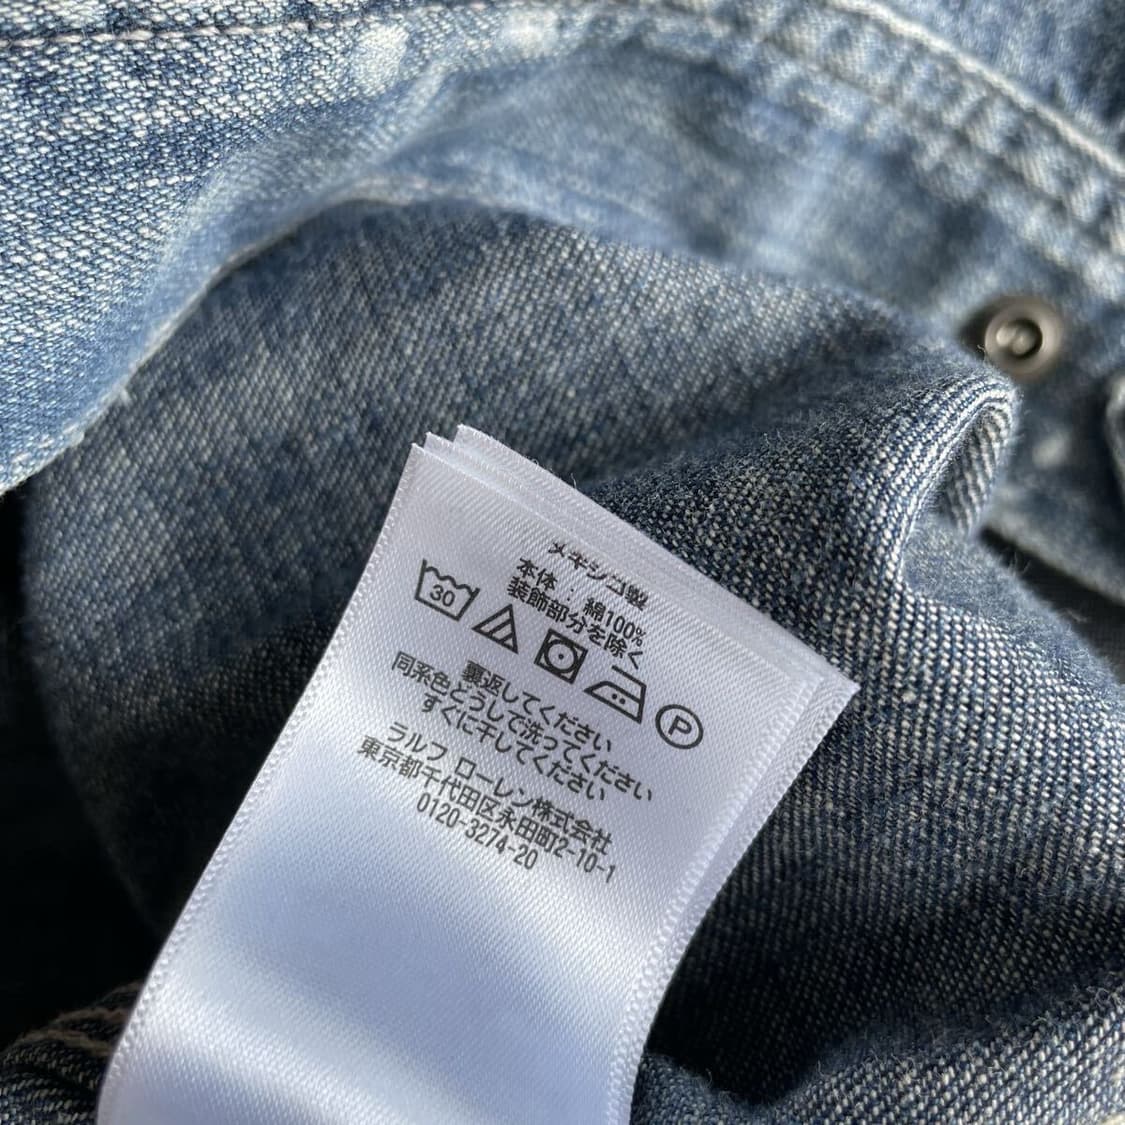 メキシコ製
本体：綿100%
装飾部分を除く
30
P
裏返してください
同系色どうしで洗ってください
すぐに干してください
ラルフ ローレン株式会社
東京都千代田区永田町2-10-1
0120-3274-20